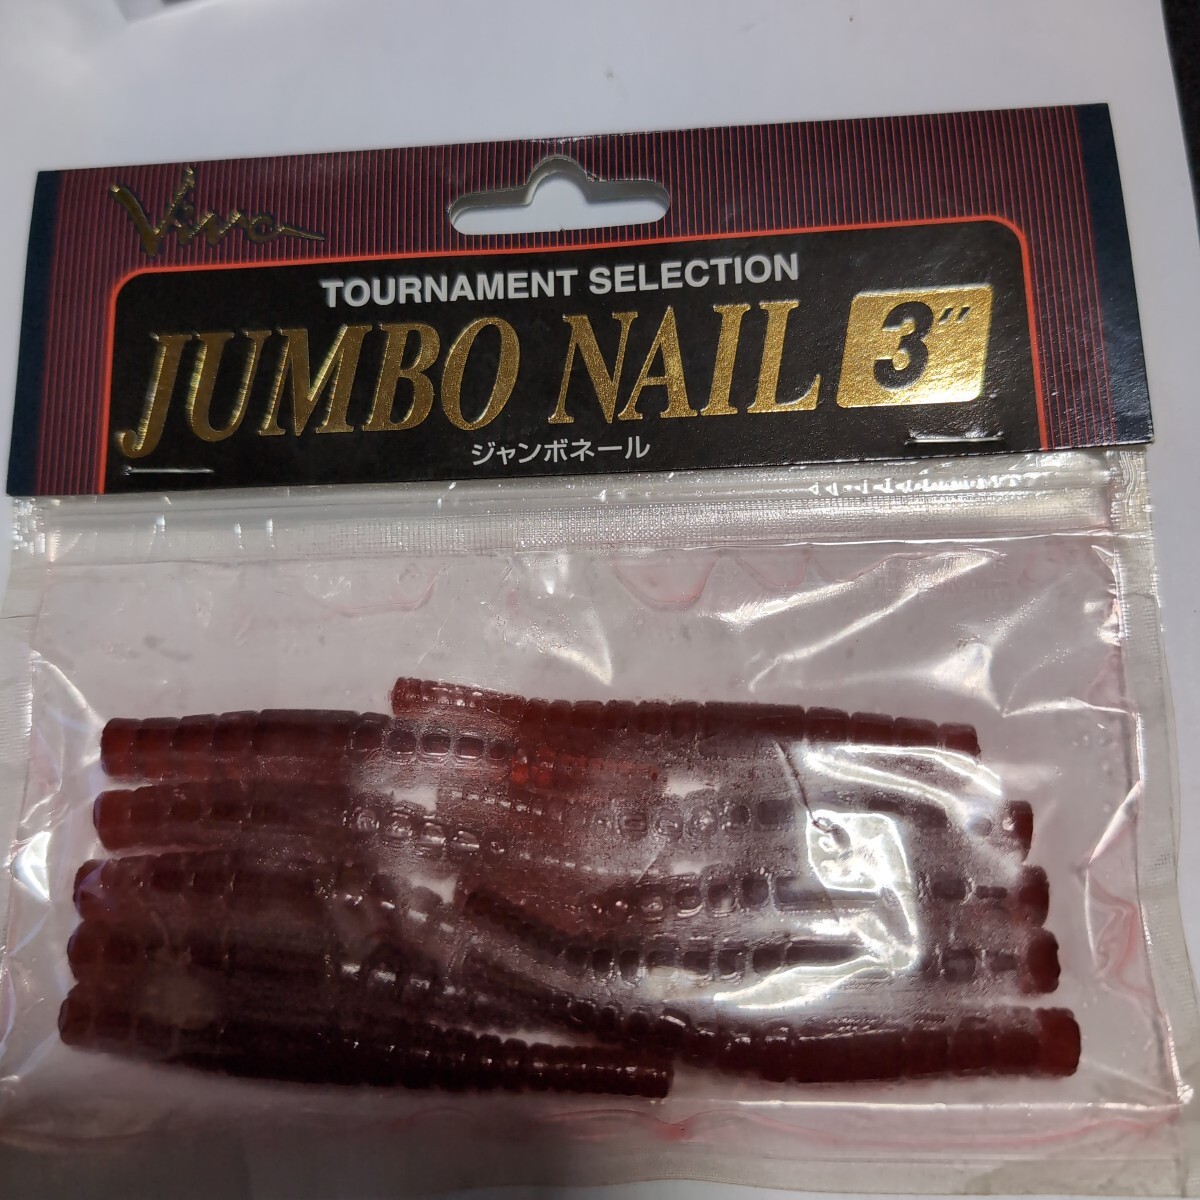 Viva
TOURNAMENT SELECTION
JUMBO NAIL 3"
ジャンボネール